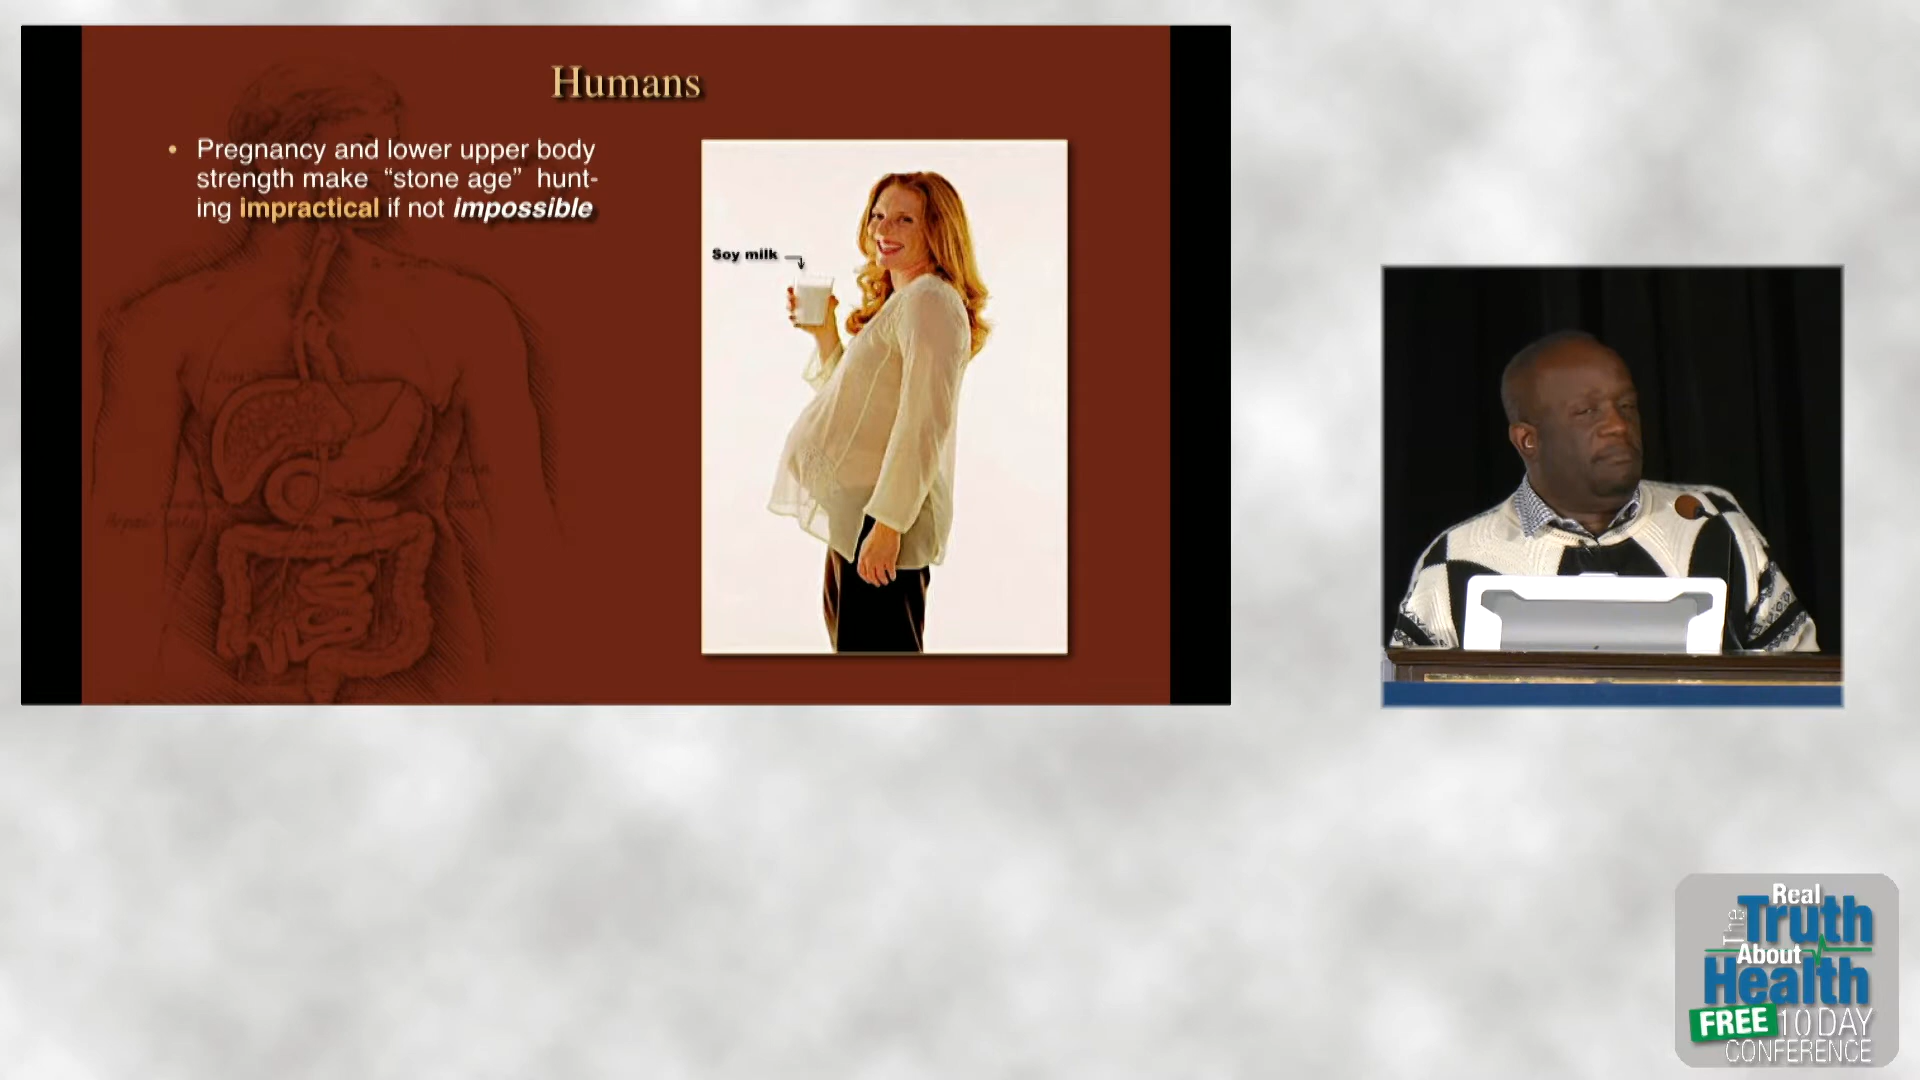 Humans
• Pregnancy and lower upper body
strength make “stone age” hunt-
ing impractical if not impossible
Soy milk
The Real
Truth
About
Health
FREE 10 DAY
CONFERENCE